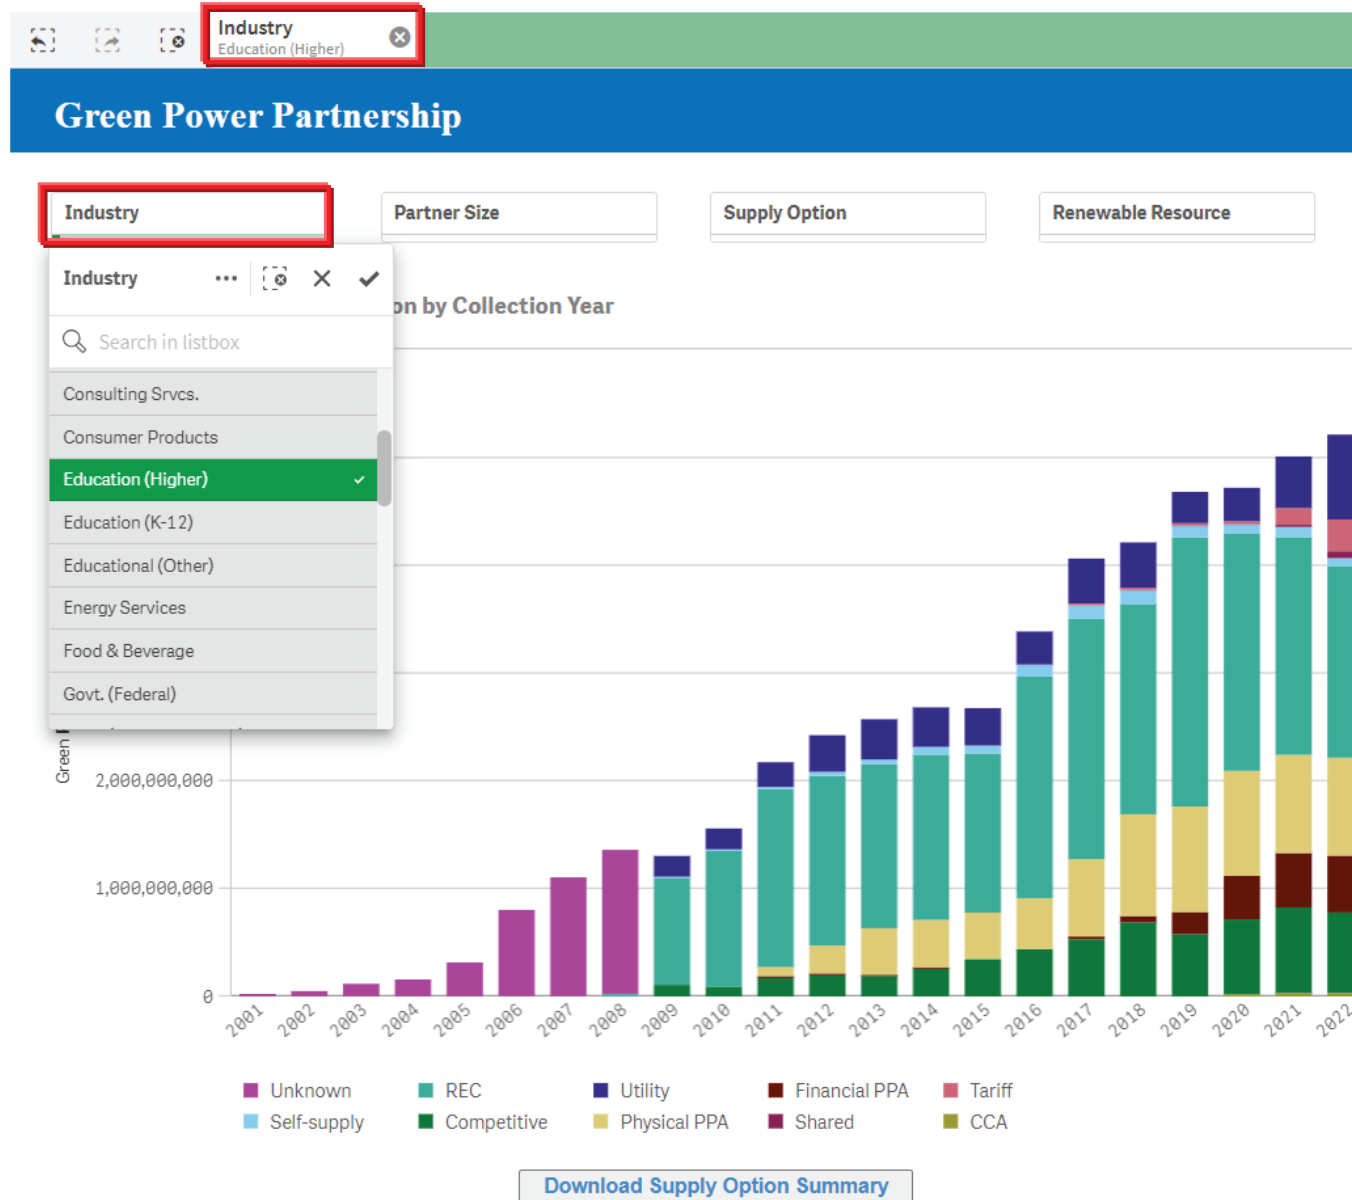 Industry
Education (Higher)
Green Power Partnership
Industry
Partner Size
Supply Option
Renewable Resource
Industry
on by Collection Year
Search in listbox
Consulting Srvcs.
Consumer Products
Education (Higher)
Education (K-12)
Educational (Other)
Energy Services
Food & Beverage
Govt. (Federal)
Green
2,000,000,000
1,000,000,000
0
2001 2002 2003 2004 2005 2006 2007 2008 2009 2010 2011 2012 2013 2014 2015 2016 2017 2018 2019 2020 2021 2022
Unknown REC Utility Financial PPA Tariff
Self-supply Competitive Physical PPA Shared CCA
Download Supply Option Summary